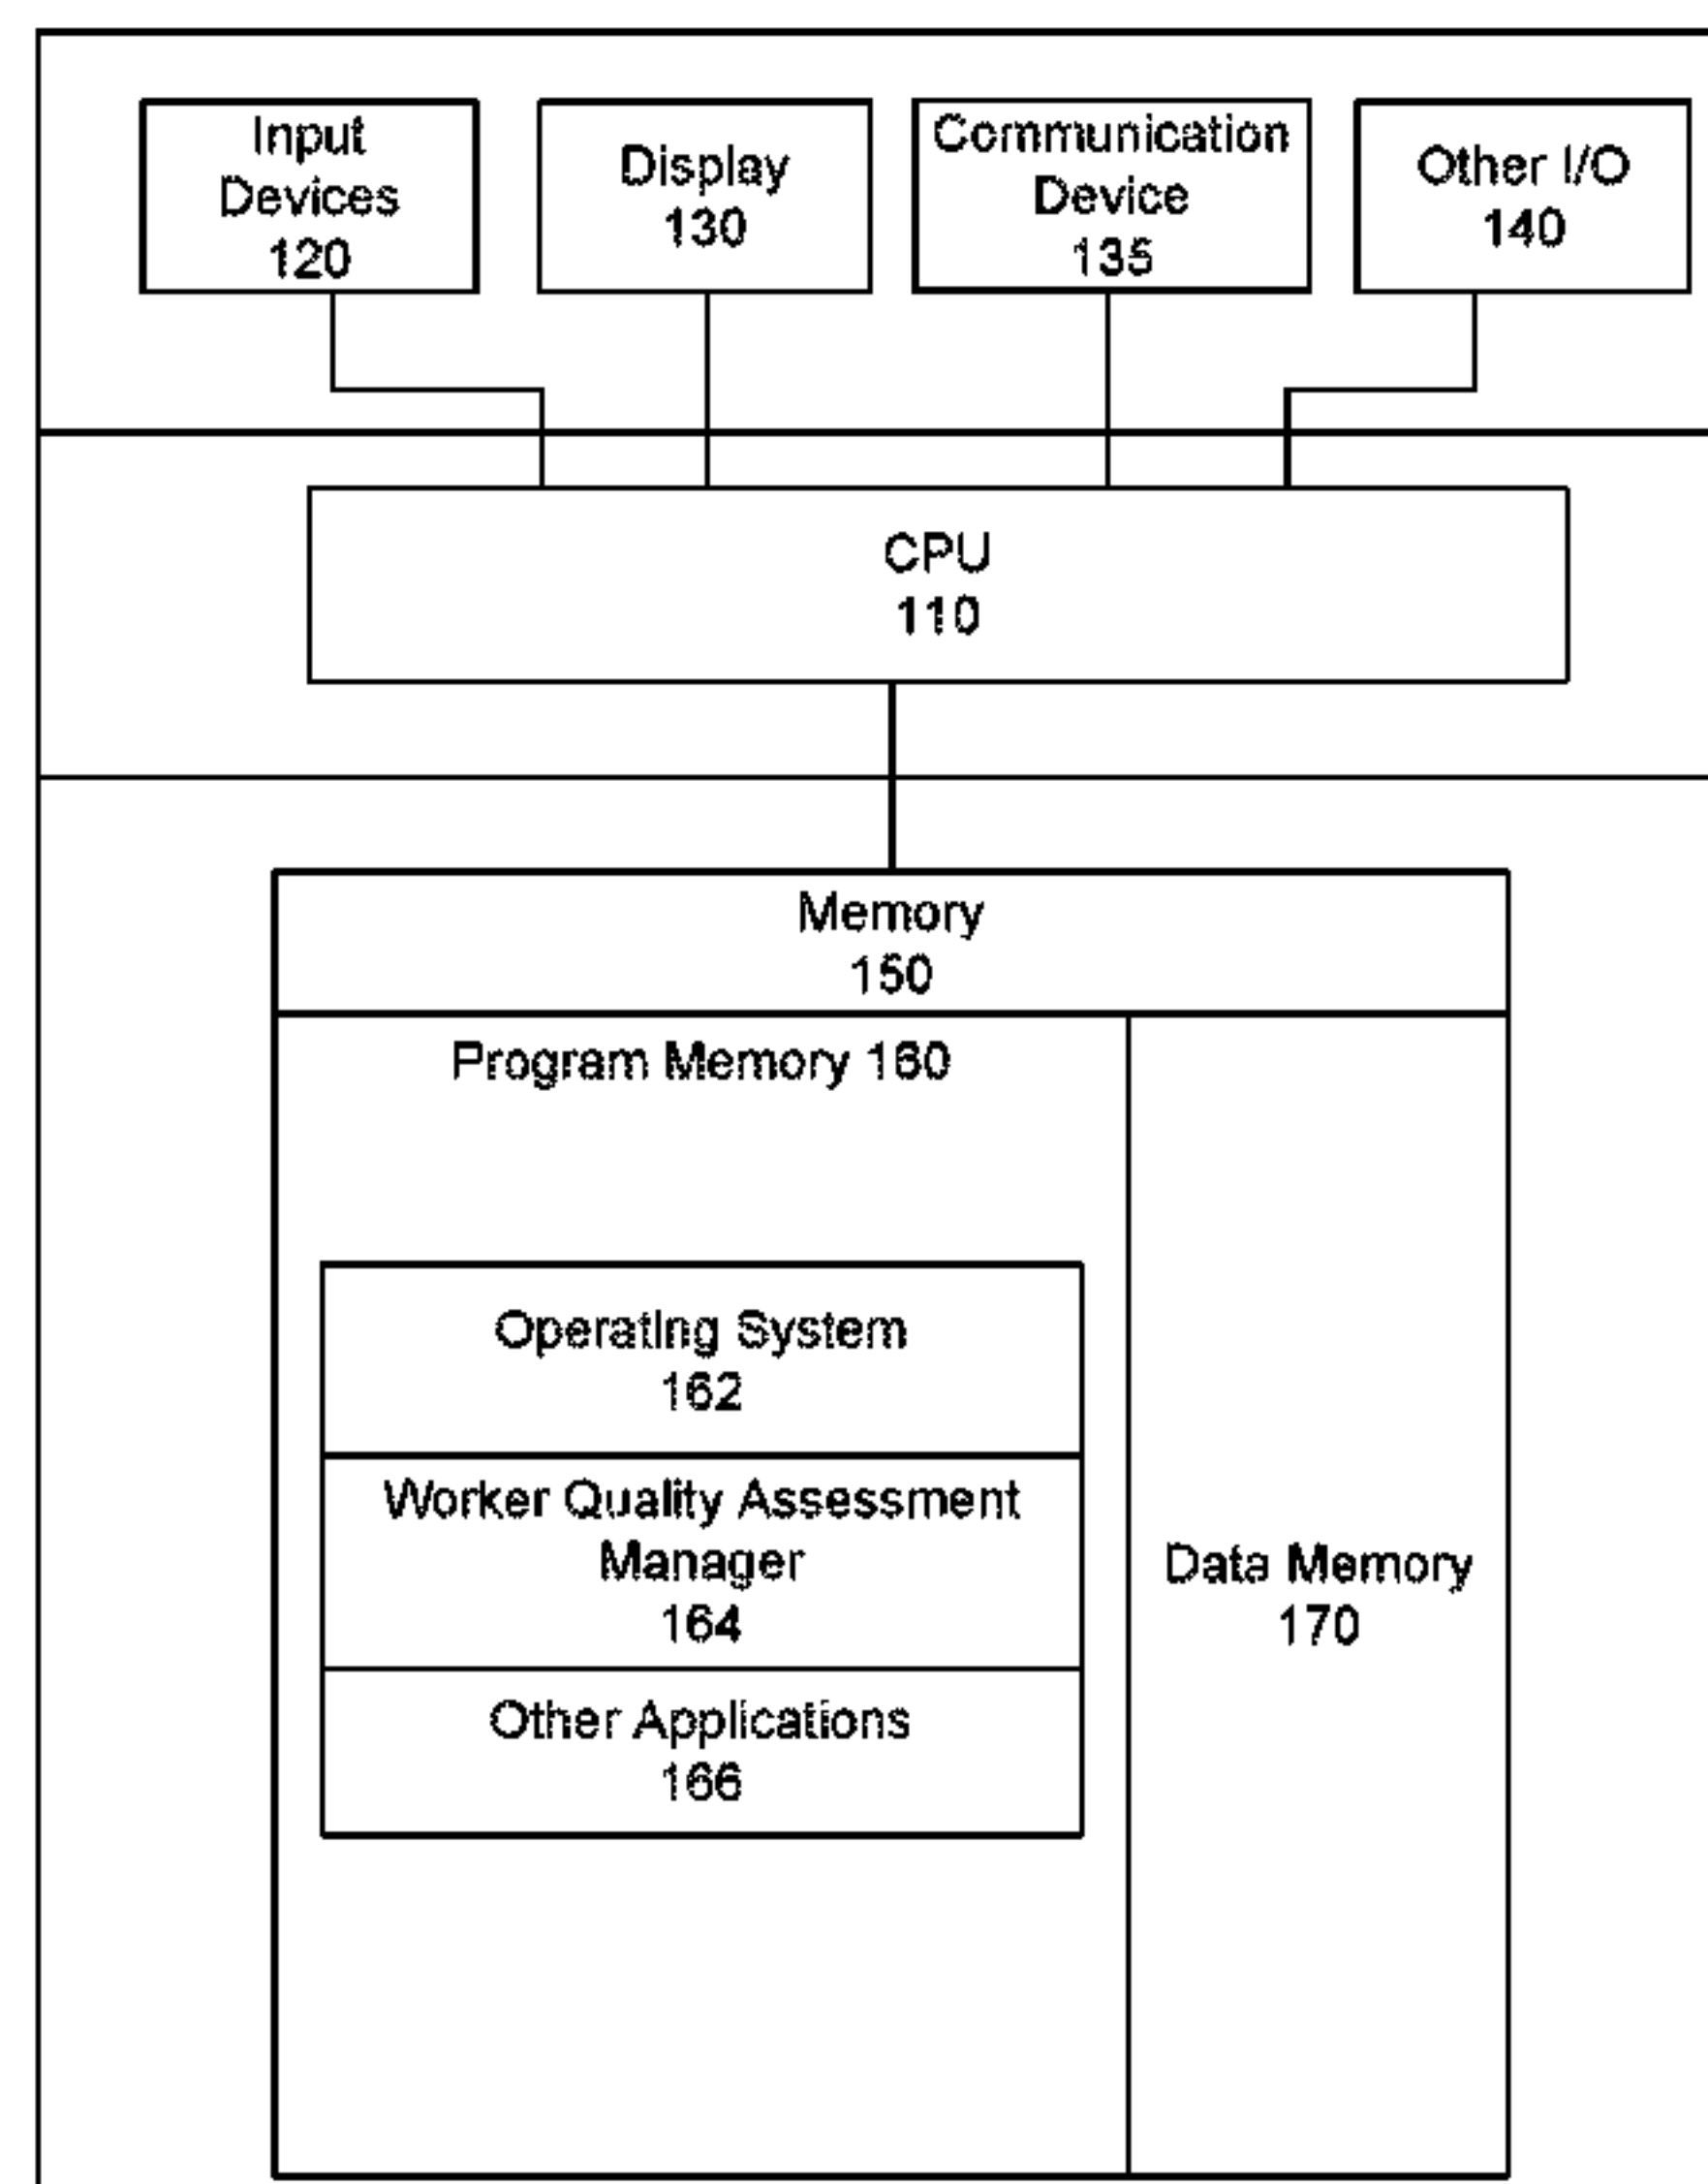 Input
Devices
120
Display
130
Communication
Device
135
Other I/O
140
CPU
110
Memory
150
Program Memory 160
Operating System
162
Worker Quality Assessment
Manager
164
Other Applications
166
Data Memory
170